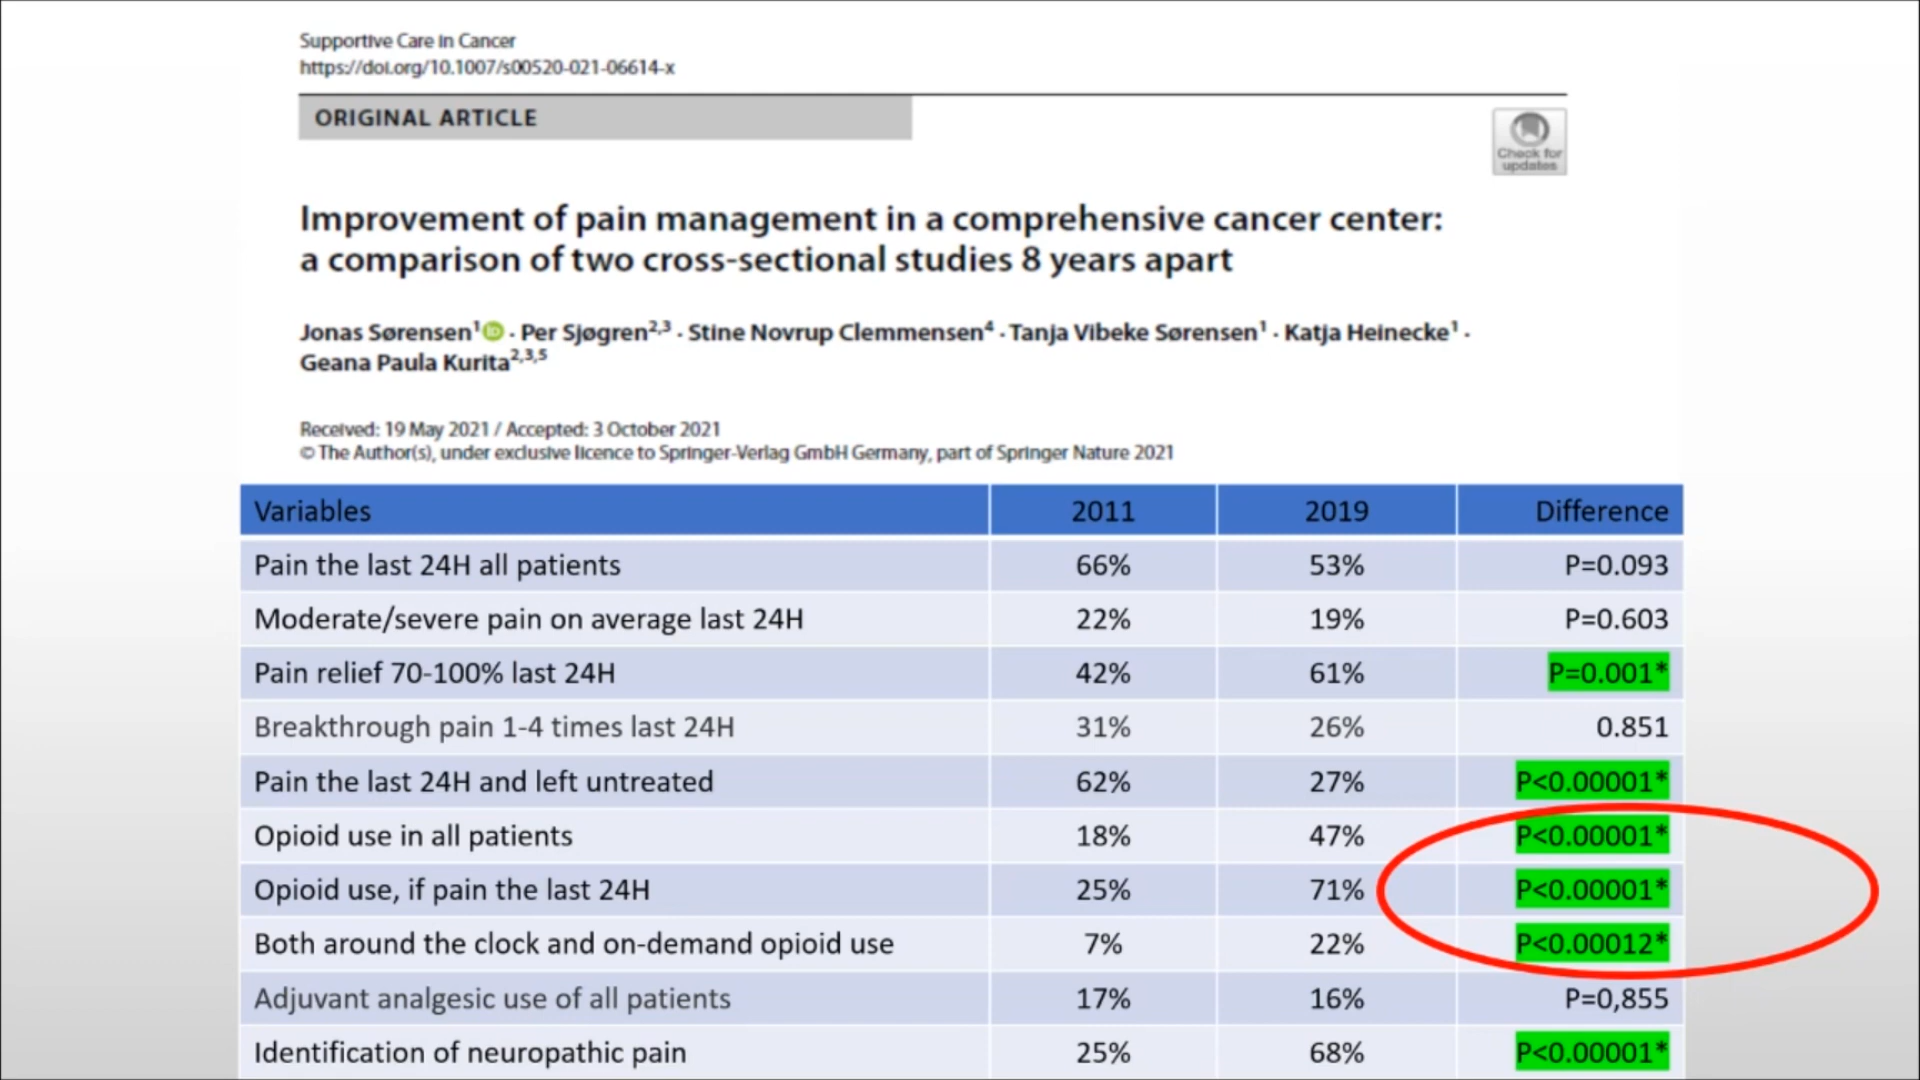 Supportive Care in Cancer
https://doi.org/10.1007/s00520-021-06614-x
ORIGINAL ARTICLE
Check for
updates
Improvement of pain management in a comprehensive cancer center:
a comparison of two cross-sectional studies 8 years apart
Jonas Sørensen¹ iD · Per Sjøgren²,³ · Stine Novrup Clemmensen⁴ · Tanja Vibeke Sørensen¹ · Katja Heinecke¹ ·
Geana Paula Kurita²,³,⁵
Received: 19 May 2021 / Accepted: 3 October 2021
© The Author(s), under exclusive licence to Springer-Verlag GmbH Germany, part of Springer Nature 2021
Variables 2011 2019 Difference
Pain the last 24H all patients 66% 53% P=0.093
Moderate/severe pain on average last 24H 22% 19% P=0.603
Pain relief 70-100% last 24H 42% 61% P=0.001*
Breakthrough pain 1-4 times last 24H 31% 26% 0.851
Pain the last 24H and left untreated 62% 27% P<0.00001*
Opioid use in all patients 18% 47% P<0.00001*
Opioid use, if pain the last 24H 25% 71% P<0.00001*
Both around the clock and on-demand opioid use 7% 22% P<0.00012*
Adjuvant analgesic use of all patients 17% 16% P=0,855
Identification of neuropathic pain 25% 68% P<0.00001*